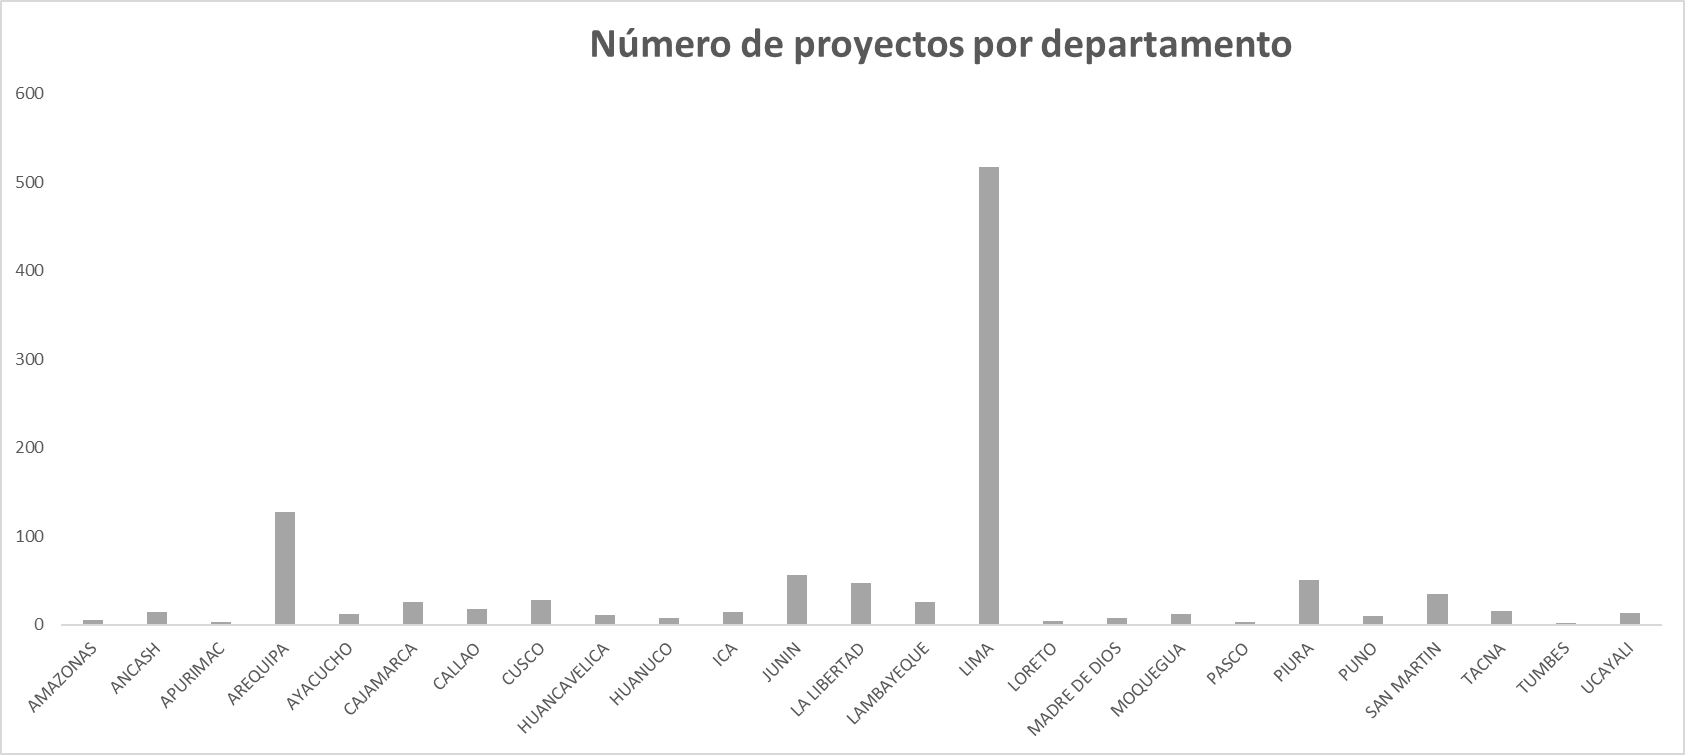 Número de proyectos por departamento
600
500
400
300
200
100
0
AMAZONAS
ANCASH
APURIMAC
AREQUIPA
AYACUCHO
CAJAMARCA
CALLAO
CUSCO
HUANCAVELICA
HUANUCO
ICA
JUNIN
LA LIBERTAD
LAMBAYEQUE
LIMA
LORETO
MADRE DE DIOS
MOQUEGUA
PASCO
PIURA
PUNO
SAN MARTIN
TACNA
TUMBES
UCAYALI